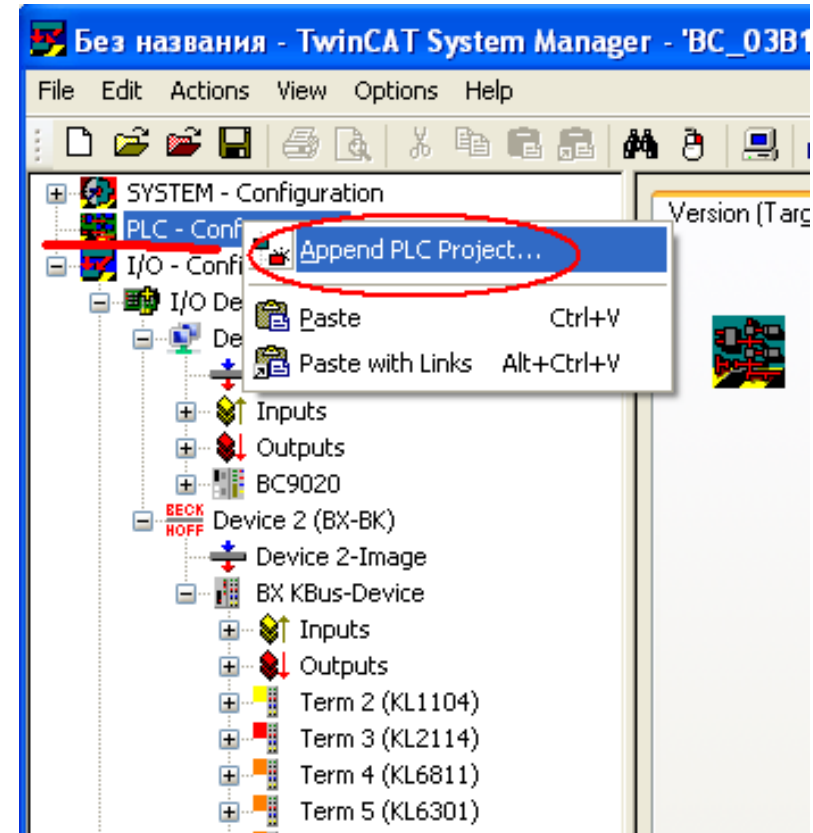 Без названия - TwinCAT System Manager - 'BC_03B1
File Edit Actions View Options Help
SYSTEM - Configuration
Version (Targ
PLC - Conf
Append PLC Project...
I/O - Confi
I/O De
Paste Ctrl+V
De
Paste with Links Alt+Ctrl+V
Inputs
Outputs
BC9020
BECK
HOFF
Device 2 (BX-BK)
Device 2-Image
BX KBus-Device
Inputs
Outputs
Term 2 (KL1104)
Term 3 (KL2114)
Term 4 (KL6811)
Term 5 (KL6301)